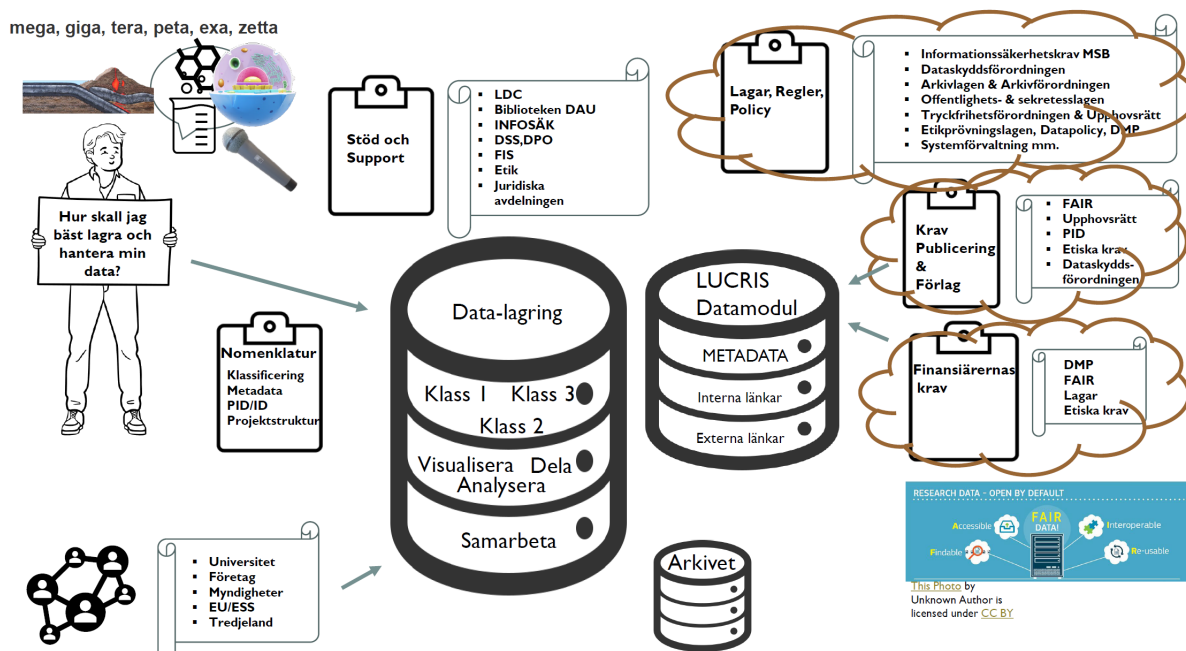 mega, giga, tera, peta, exa, zetta
Hur skall jag
bäst lagra och
hantera min
data?
Stöd och
Support
LDC
Biblioteken DAU
INFOSÄK
DSS,DPO
FIS
Etik
Juridiska
avdelningen
Lagar, Regler,
Policy
Informationssäkerhetskrav MSB
Dataskyddsförordningen
Arkivlagen & Arkivförordningen
Offentlighets- & sekretesslagen
Tryckfrihetsförordningen & Upphovsrätt
Etikprövningslagen, Datapolicy, DMP
Systemförvaltning mm.
Krav
Publicering
&
Förlag
FAIR
Upphovsrätt
PID
Etiska krav
Dataskydds-
förordningen
Nomenklatur
Klassificering
Metadata
PID/ID
Projektstruktur
Data-lagring
Klass 1 Klass 3
Klass 2
Visualisera Dela
Analysera
Samarbeta
LUCRIS
Datamodul
METADATA
Interna länkar
Externa länkar
Finansiärernas
krav
DMP
FAIR
Lagar
Etiska krav
Universitet
Företag
Myndigheter
EU/ESS
Tredjeland
Arkivet
RESEARCH DATA - OPEN BY DEFAULT
FAIR
DATA!
Accessible
Interoperable
Findable
Re-usable
This Photo by
Unknown Author is
licensed under CC BY